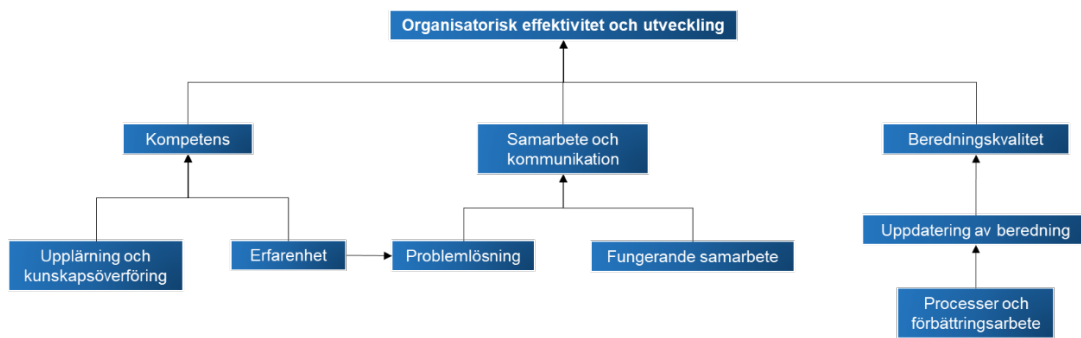 Organisatorisk effektivitet och utveckling
Kompetens
Samarbete och
kommunikation
Beredningskvalitet
Upplärning och
kunskapsöverföring
Erfarenhet
Problemlösning
Fungerande samarbete
Uppdatering av beredning
Processer och
förbättringsarbete